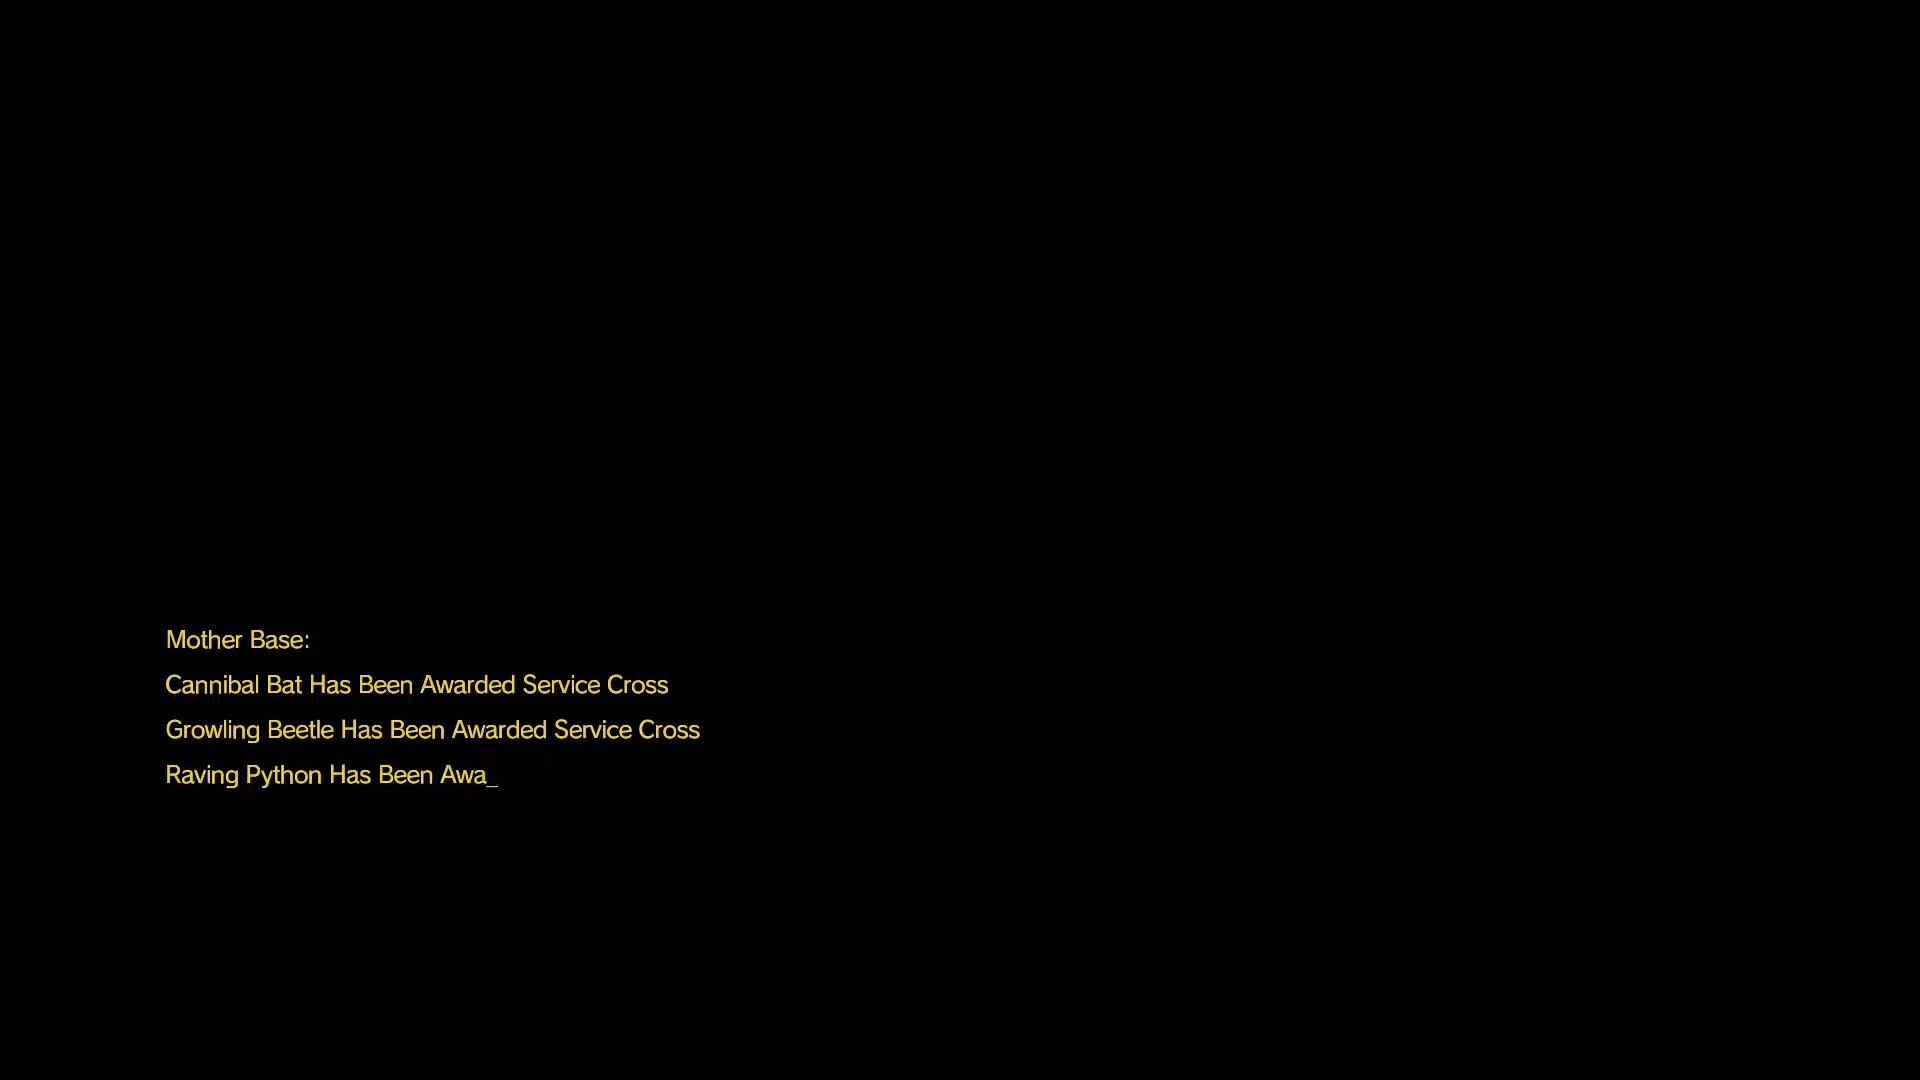 Mother Base:
Cannibal Bat Has Been Awarded Service Cross
Growling Beetle Has Been Awarded Service Cross
Raving Python Has Been Awa_